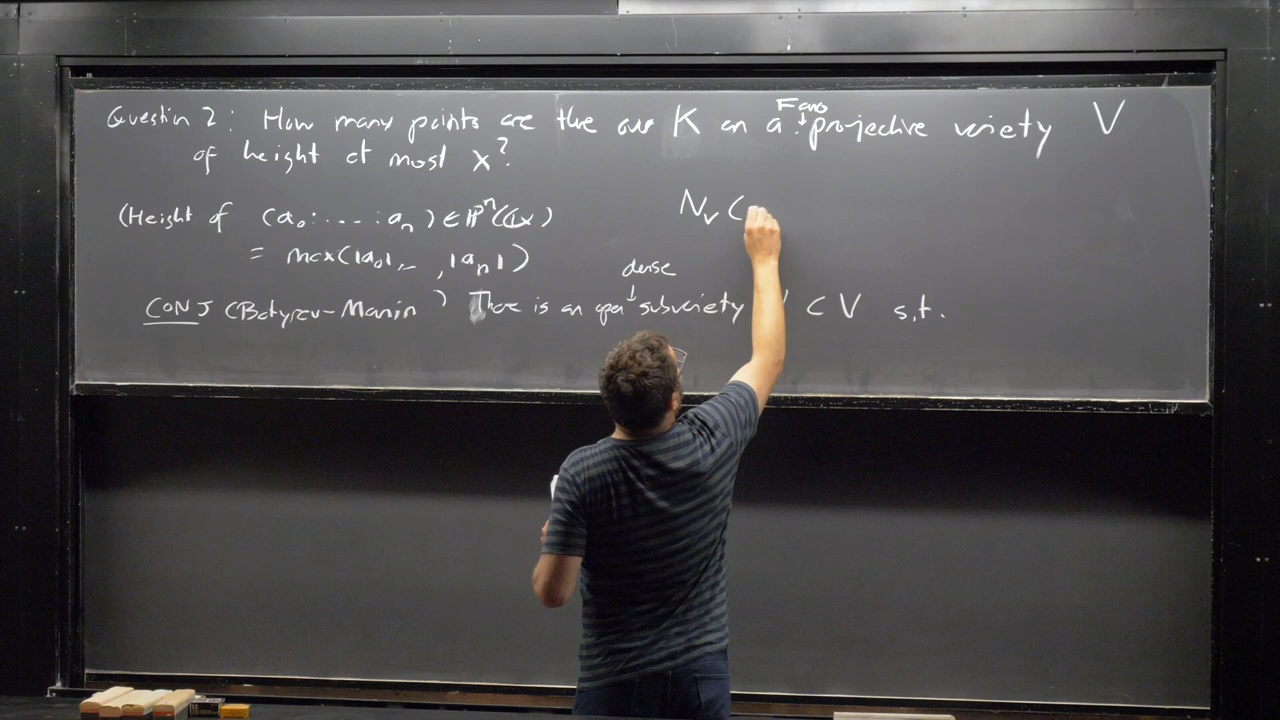 Question 2: How many points are there over K on a projective variety V
Fano
↓
of height at most X?
(Height of (a₀:....:aₙ) ∈ ℙⁿ(ℚ)
N_V (
= max(|a₀|,..,|aₙ|)
dense
↓
CONJ (Batyrev-Manin) There is an open subvariety ⊂ V s.t.